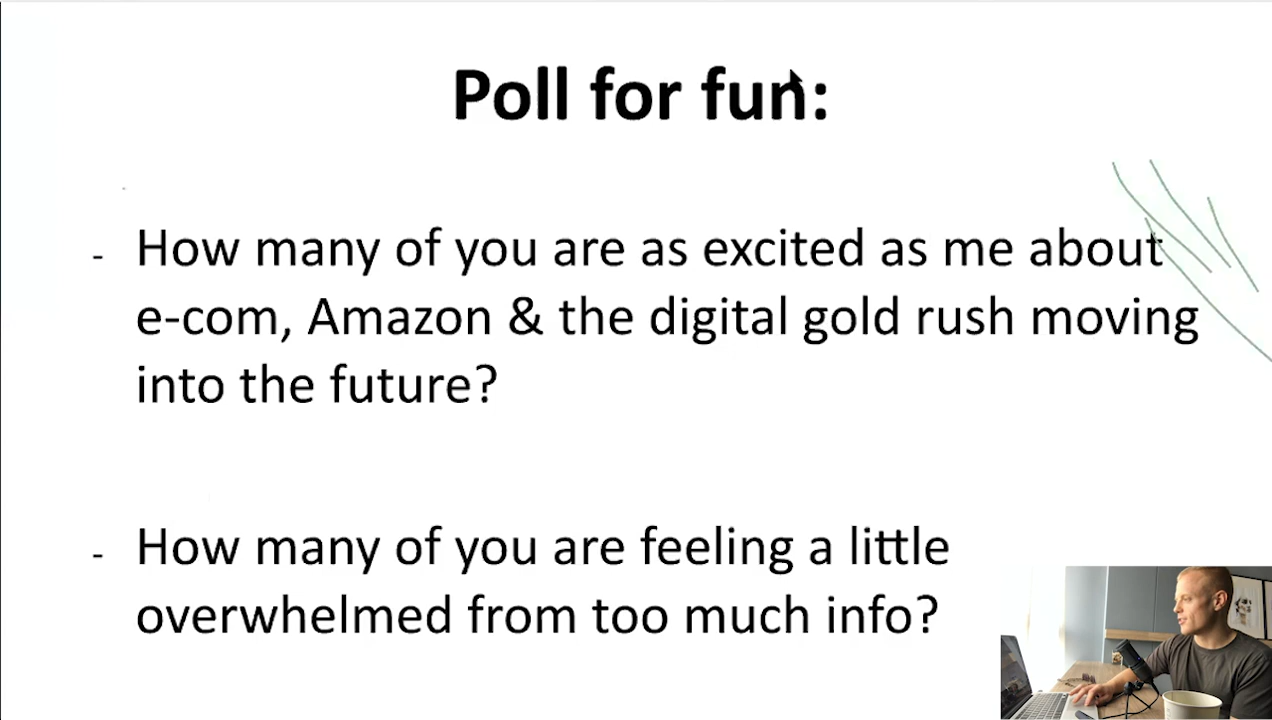 Poll for fun:
- How many of you are as excited as me about
e-com, Amazon & the digital gold rush moving
into the future?
- How many of you are feeling a little
overwhelmed from too much info?